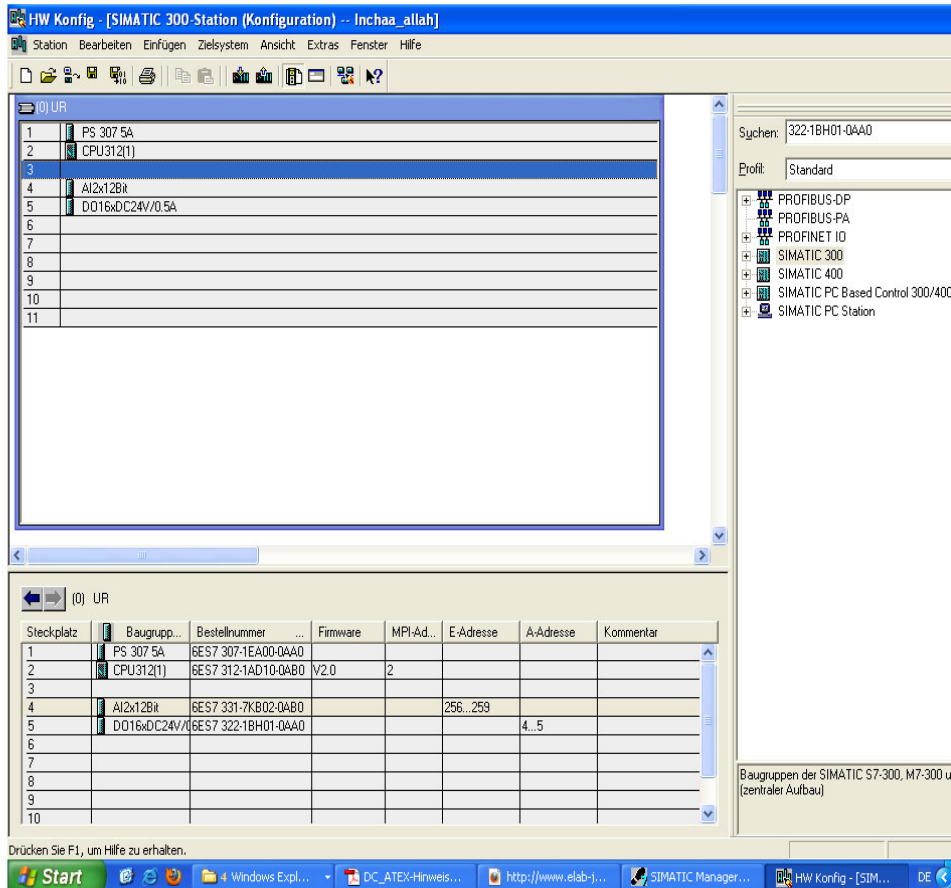 HW Konfig - [SIMATIC 300-Station (Konfiguration) -- Inchaa_allah]
Station Bearbeiten Einfügen Zielsystem Ansicht Extras Fenster Hilfe
(0) UR
1 PS 307 5A
2 CPU312(1)
3
4 AI2x12Bit
5 DO16xDC24V/0.5A
6
7
8
9
10
11
Suchen: 322-1BH01-0AA0
Profil: Standard
PROFIBUS-DP
PROFIBUS-PA
PROFINET IO
SIMATIC 300
SIMATIC 400
SIMATIC PC Based Control 300/400
SIMATIC PC Station
(0) UR
Steckplatz Baugrupp... Bestellnummer ... Firmware MPI-Ad... E-Adresse A-Adresse Kommentar
1 PS 307 5A 6ES7 307-1EA00-0AA0
2 CPU312(1) 6ES7 312-1AD10-0AB0 V2.0 2
3
4 AI2x12Bit 6ES7 331-7KB02-0AB0 256...259
5 DO16xDC24V/0 6ES7 322-1BH01-0AA0 4...5
6
7
8
9
10
Baugruppen der SIMATIC S7-300, M7-300 u
(zentraler Aufbau)
Drücken Sie F1, um Hilfe zu erhalten.
Start 4 Windows Expl... DC_ATEX-Hinweis... http://www.elab-j... SIMATIC Manager... HW Konfig - [SIM... DE